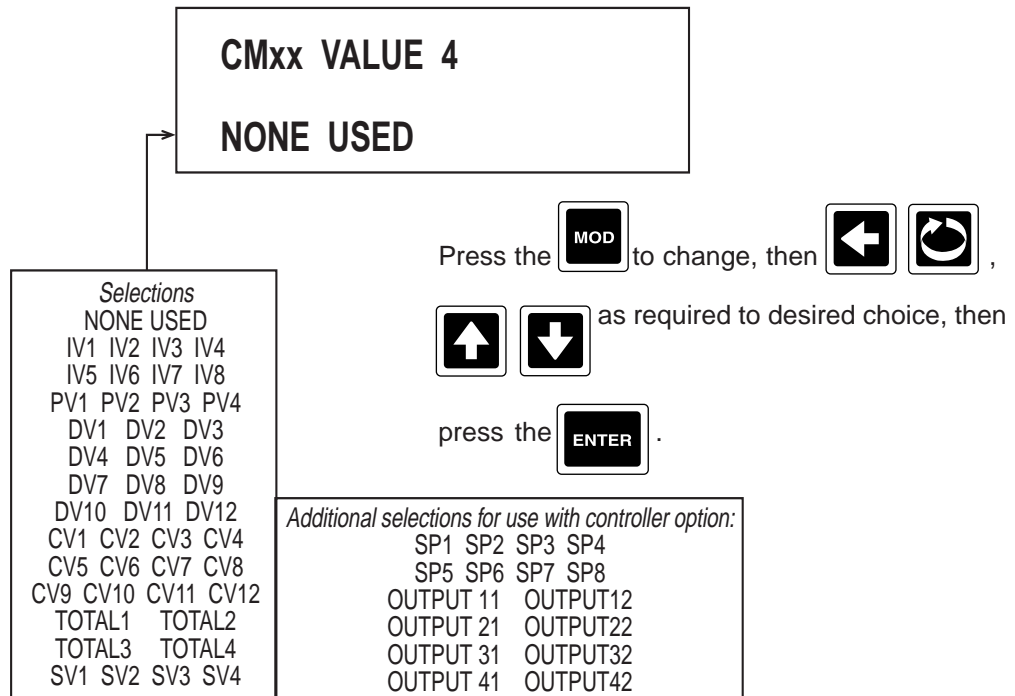 CMxx VALUE 4
NONE USED
Press the MOD to change, then ,
as required to desired choice, then
press the ENTER .
Selections
NONE USED
IV1 IV2 IV3 IV4
IV5 IV6 IV7 IV8
PV1 PV2 PV3 PV4
DV1 DV2 DV3
DV4 DV5 DV6
DV7 DV8 DV9
DV10 DV11 DV12
CV1 CV2 CV3 CV4
CV5 CV6 CV7 CV8
CV9 CV10 CV11 CV12
TOTAL1 TOTAL2
TOTAL3 TOTAL4
SV1 SV2 SV3 SV4
Additional selections for use with controller option:
SP1 SP2 SP3 SP4
SP5 SP6 SP7 SP8
OUTPUT 11 OUTPUT12
OUTPUT 21 OUTPUT22
OUTPUT 31 OUTPUT32
OUTPUT 41 OUTPUT42